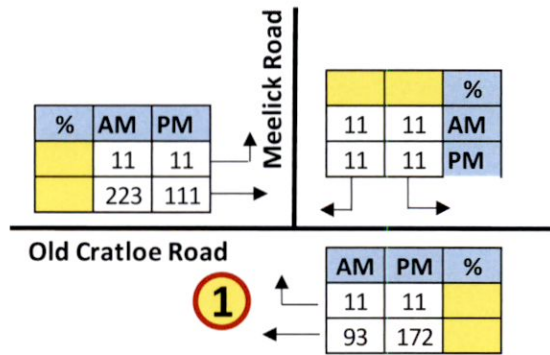 Meelick Road
% AM PM
11 11
223 111
%
11 11 AM
11 11 PM
Old Cratloe Road
1
AM PM %
11 11
93 172